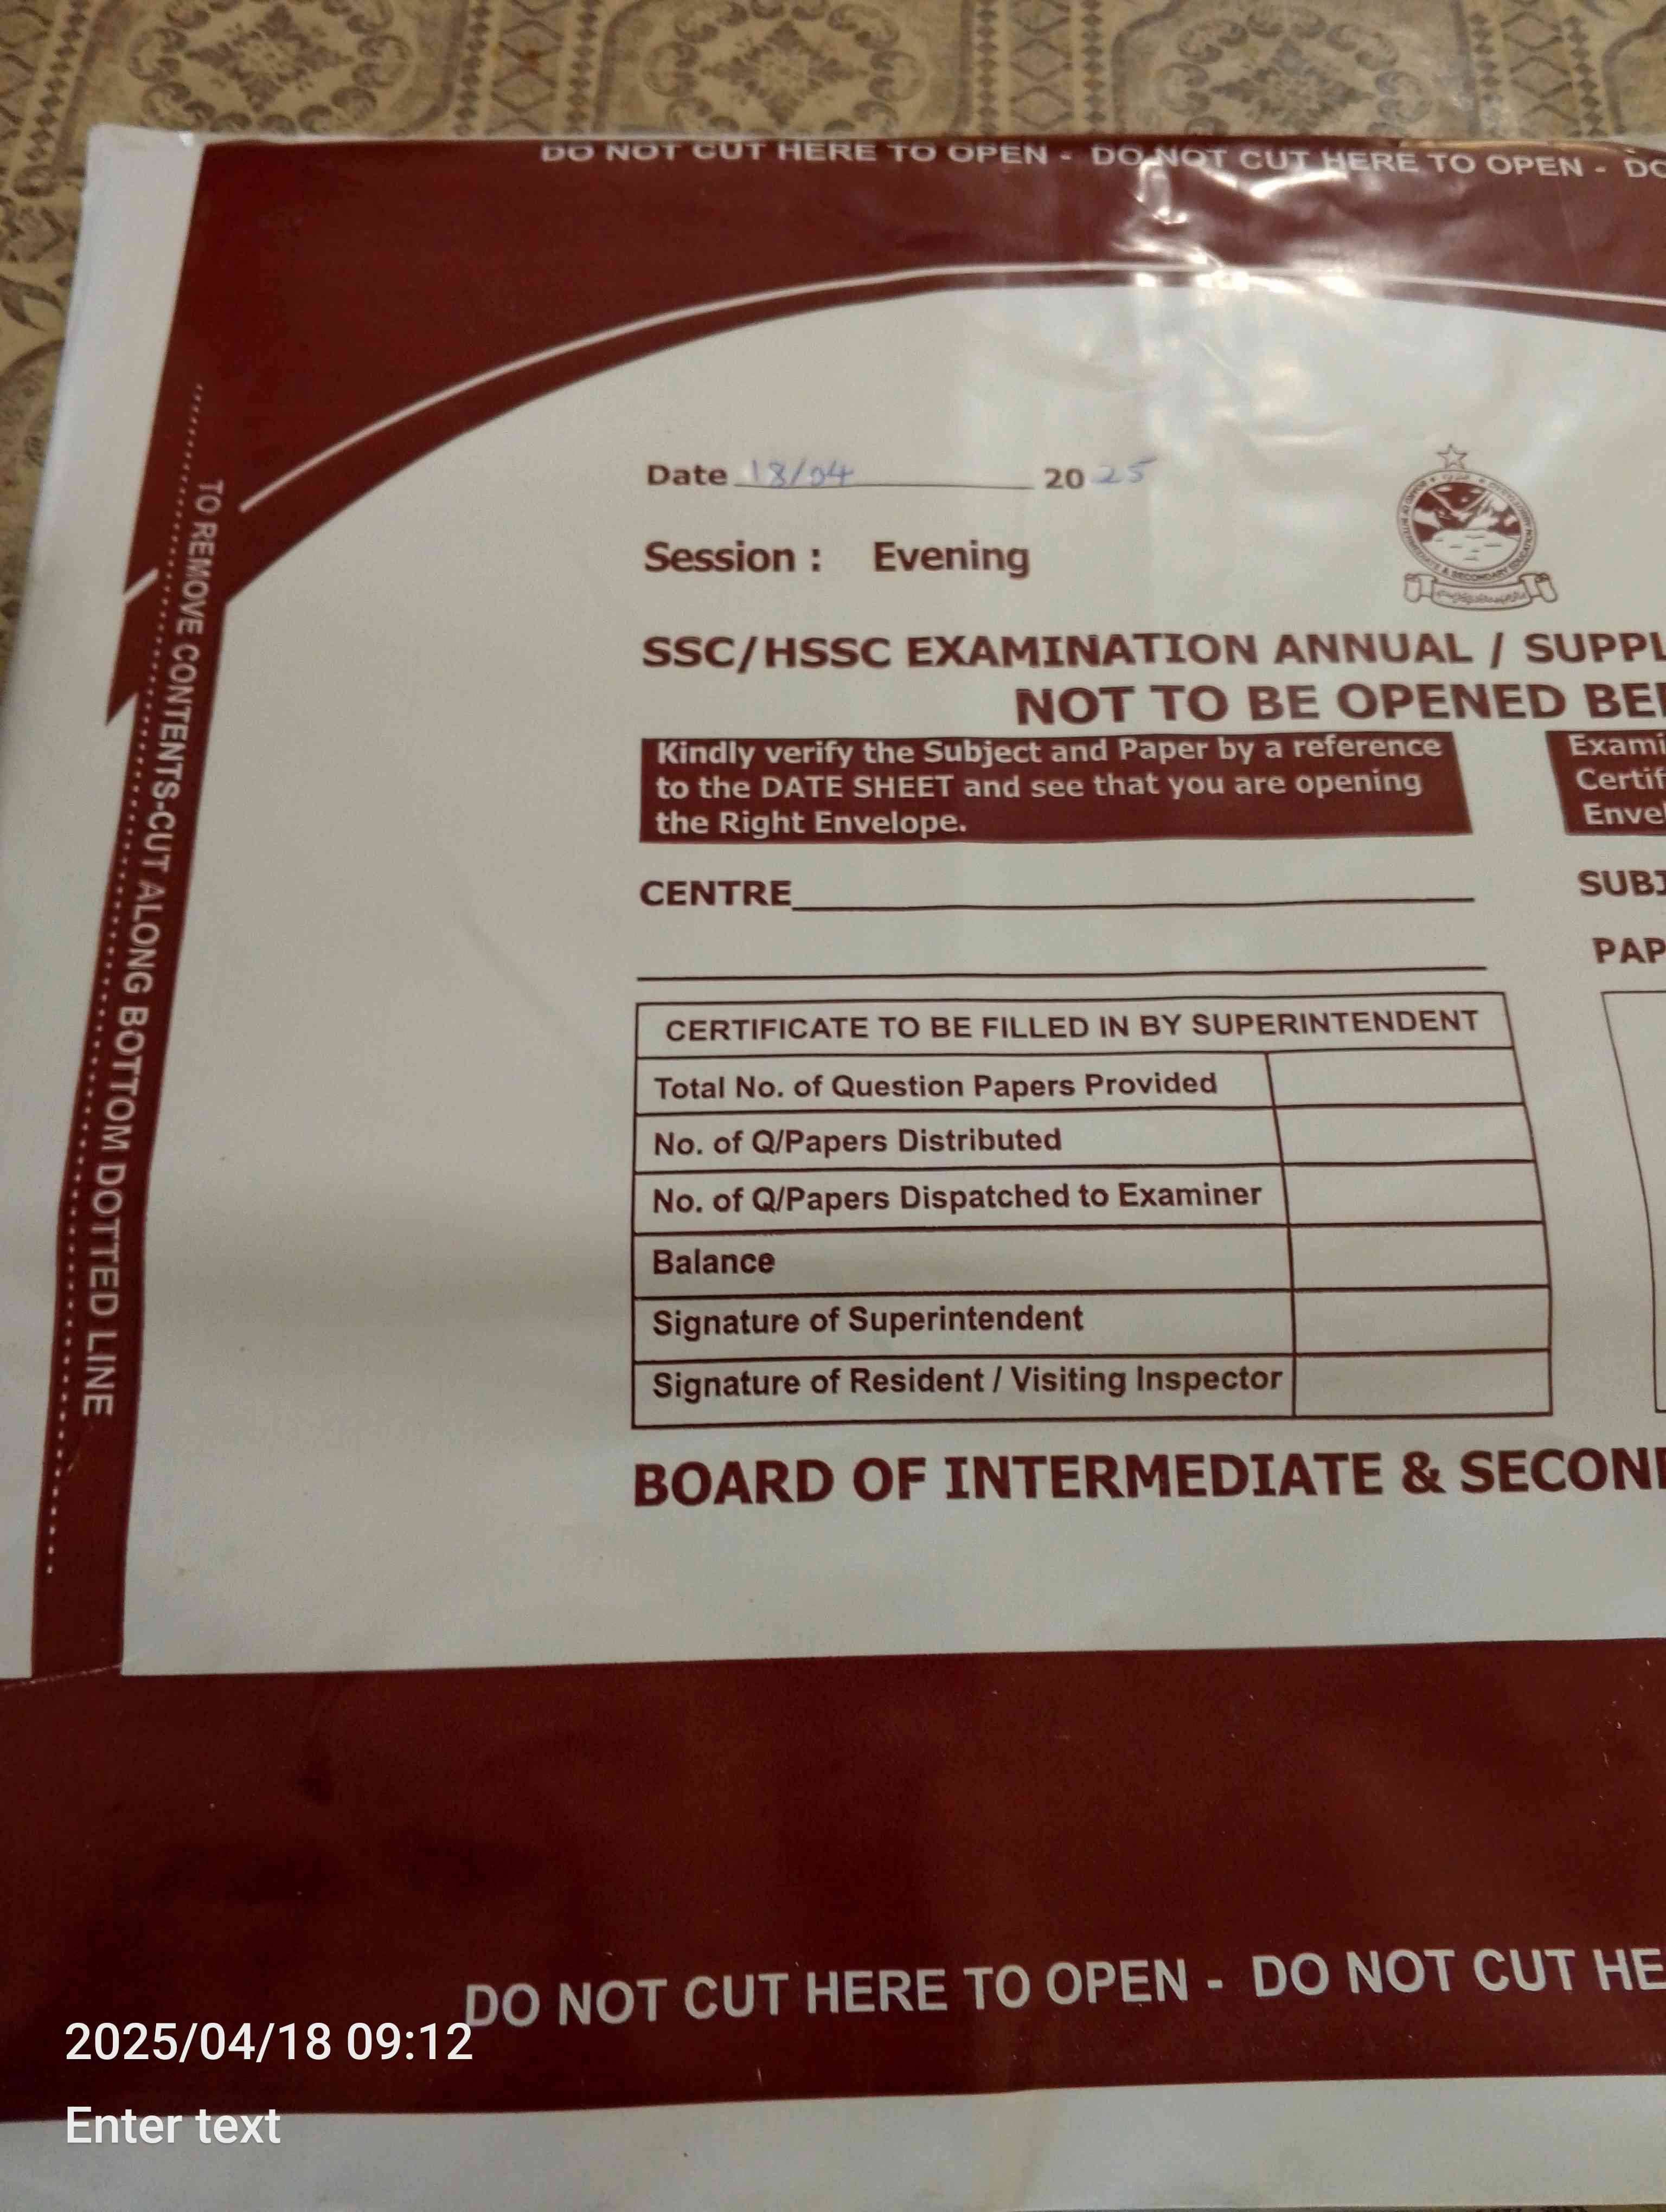 DO NOT CUT HERE TO OPEN - DO NOT CUT HERE TO OPEN - DO
TO REMOVE CONTENTS-CUT ALONG BOTTOM DOTTED LINE
Date 18/04 2025
Session : Evening
SSC/HSSC EXAMINATION ANNUAL / SUPPL
NOT TO BE OPENED BE
Kindly verify the Subject and Paper by a reference
to the DATE SHEET and see that you are opening
the Right Envelope.
Exami
Certif
Envel
CENTRE
SUBJ
PAP
CERTIFICATE TO BE FILLED IN BY SUPERINTENDENT
Total No. of Question Papers Provided
No. of Q/Papers Distributed
No. of Q/Papers Dispatched to Examiner
Balance
Signature of Superintendent
Signature of Resident / Visiting Inspector
BOARD OF INTERMEDIATE & SECOND
DO NOT CUT HERE TO OPEN - DO NOT CUT HE
2025/04/18 09:12
Enter text